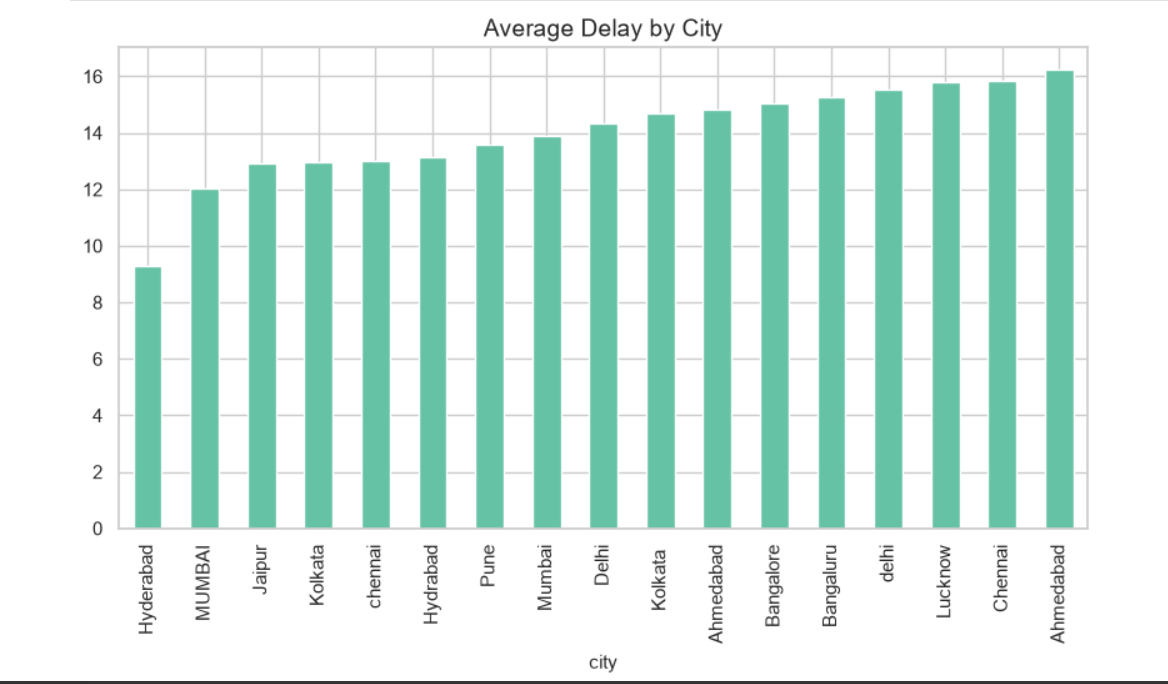 Average Delay by City
16
14
12
10
8
6
4
2
0
Hyderabad
MUMBAI
Jaipur
Kolkata
chennai
Hydrabad
Pune
Mumbai
Delhi
Kolkata
Ahmedabad
Bangalore
Bangaluru
delhi
Lucknow
Chennai
Ahmedabad
city